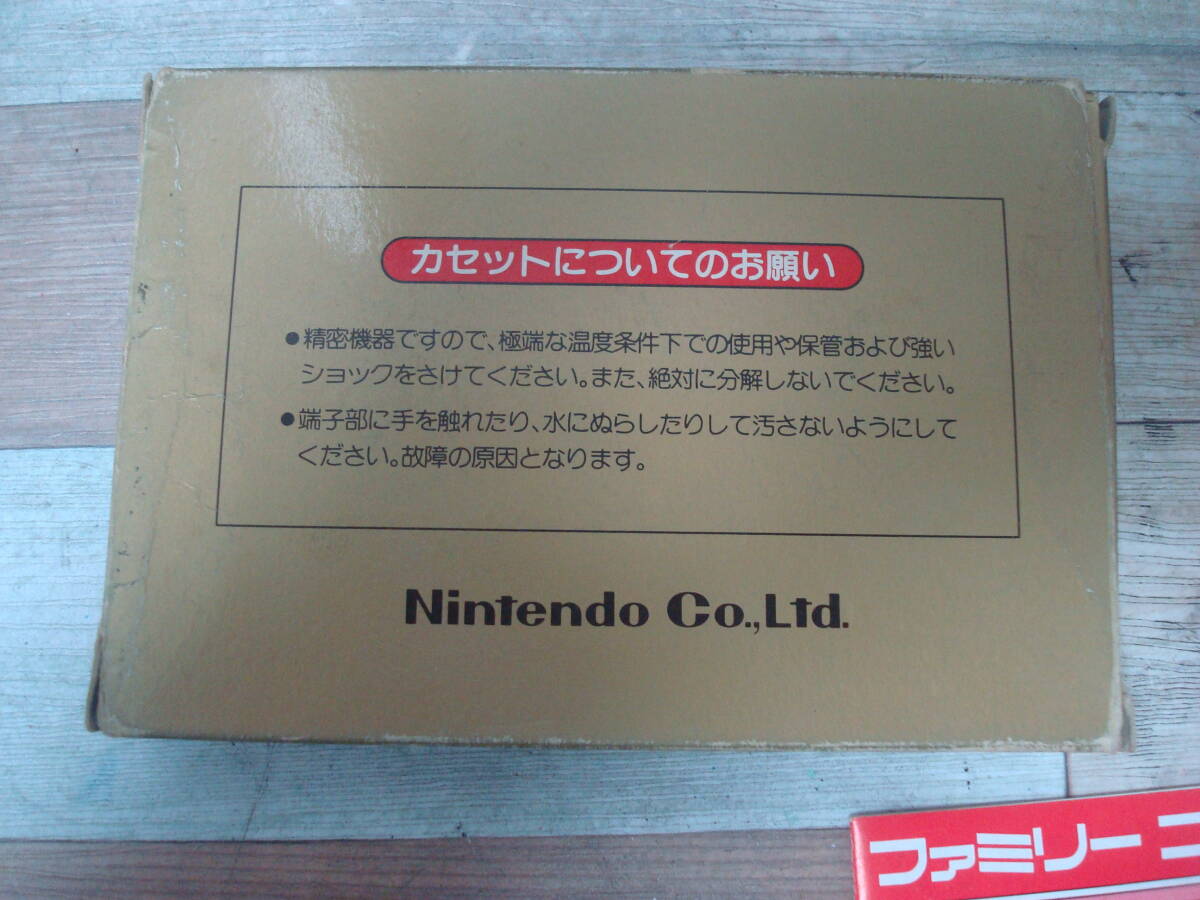 カセットについてのお願い
●精密機器ですので、極端な温度条件下での使用や保管および強い
ショックをさけてください。また、絶対に分解しないでください。
●端子部に手を触れたり、水にぬらしたりして汚さないようにして
ください。故障の原因となります。
Nintendo Co.,Ltd.
ファミリー コ